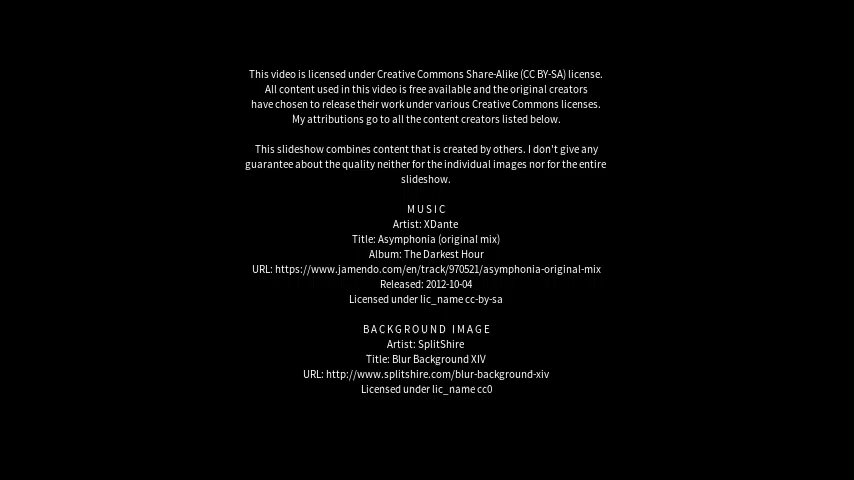 This video is licensed under Creative Commons Share-Alike (CC BY-SA) license.
All content used in this video is free available and the original creators
have chosen to release their work under various Creative Commons licenses.
My attributions go to all the content creators listed below.
This slideshow combines content that is created by others. I don't give any
guarantee about the quality neither for the individual images nor for the entire
slideshow.
MUSIC
Artist: XDante
Title: Asymphonia (original mix)
Album: The Darkest Hour
URL: https://www.jamendo.com/en/track/970521/asymphonia-original-mix
Released: 2012-10-04
Licensed under lic_name cc-by-sa
BACKGROUND IMAGE
Artist: SplitShire
Title: Blur Background XIV
URL: http://www.splitshire.com/blur-background-xiv
Licensed under lic_name cc0